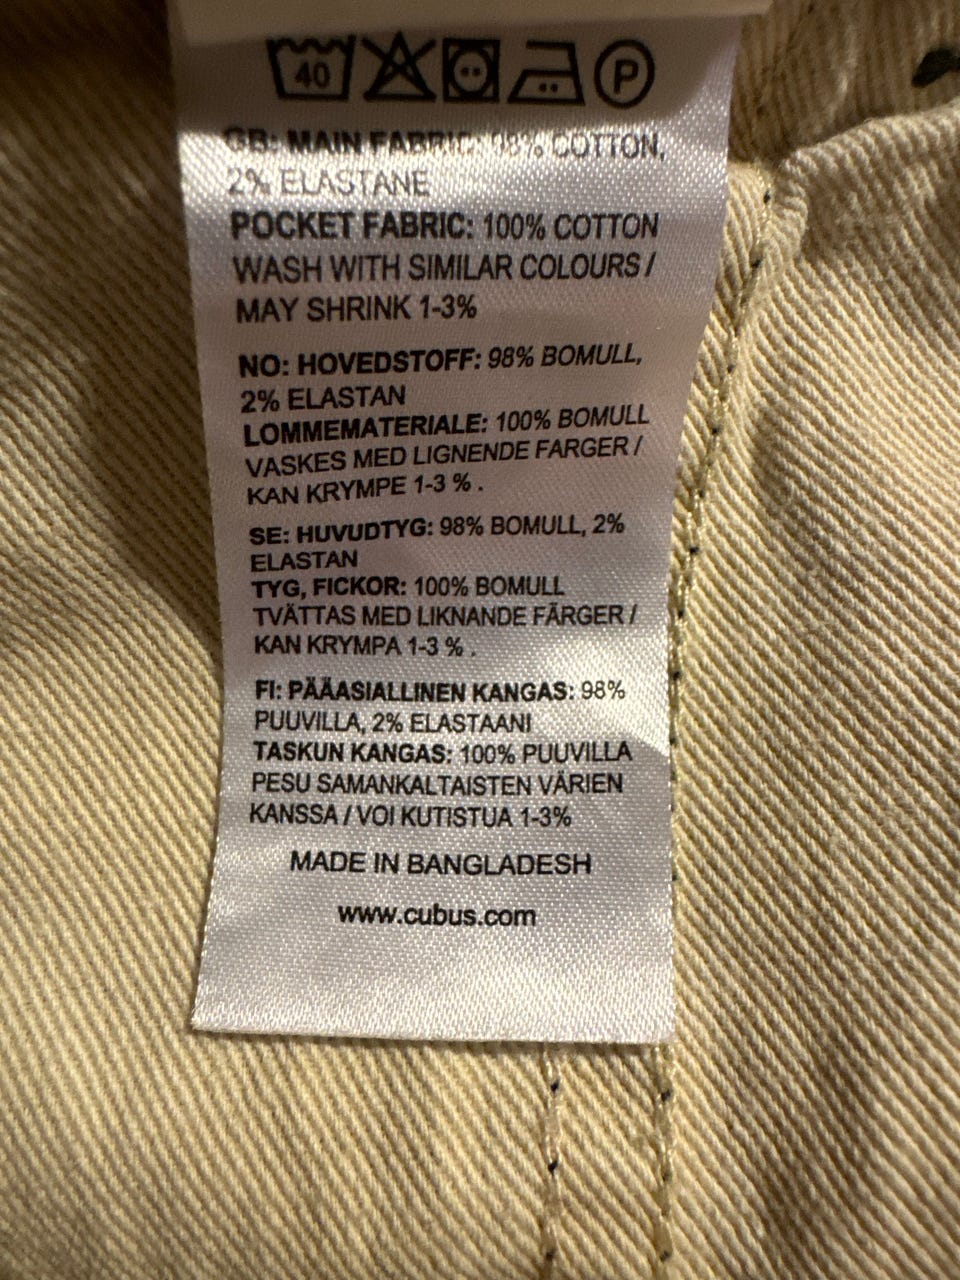 40 P
GB: MAIN FABRIC: 98% COTTON,
2% ELASTANE
POCKET FABRIC: 100% COTTON
WASH WITH SIMILAR COLOURS /
MAY SHRINK 1-3%
NO: HOVEDSTOFF: 98% BOMULL,
2% ELASTAN
LOMMEMATERIALE: 100% BOMULL
VASKES MED LIGNENDE FARGER /
KAN KRYMPE 1-3 % .
SE: HUVUDTYG: 98% BOMULL, 2%
ELASTAN
TYG, FICKOR: 100% BOMULL
TVÄTTAS MED LIKNANDE FÄRGER /
KAN KRYMPA 1-3 % .
FI: PÄÄASIALLINEN KANGAS: 98%
PUUVILLA, 2% ELASTAANI
TASKUN KANGAS: 100% PUUVILLA
PESU SAMANKALTAISTEN VÄRIEN
KANSSA / VOI KUTISTUA 1-3%
MADE IN BANGLADESH
www.cubus.com